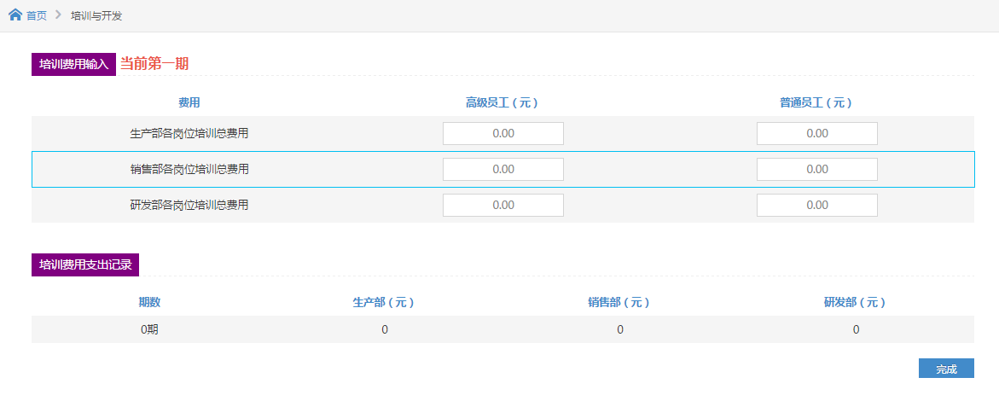 首页 培训与开发
培训费用输入 当前第一期
费用 高级员工（元） 普通员工（元）
生产部各岗位培训总费用 0.00 0.00
销售部各岗位培训总费用 0.00 0.00
研发部各岗位培训总费用 0.00 0.00
培训费用支出记录
期数 生产部（元） 销售部（元） 研发部（元）
0期 0 0 0
完成